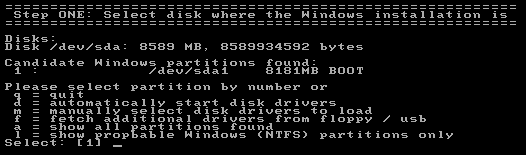 =========================================================
 Step ONE: Select disk where the Windows installation is
=========================================================
Disks:
Disk /dev/sda: 8589 MB, 8589934592 bytes
Candidate Windows partitions found:
 1 :              /dev/sda1    8181MB BOOT
Please select partition by number or
 q = quit
 d = automatically start disk drivers
 m = manually select disk drivers to load
 f = fetch additional drivers from floppy / usb
 a = show all partitions found
 l = show propbable Windows (NTFS) partitions only
Select: [1] _